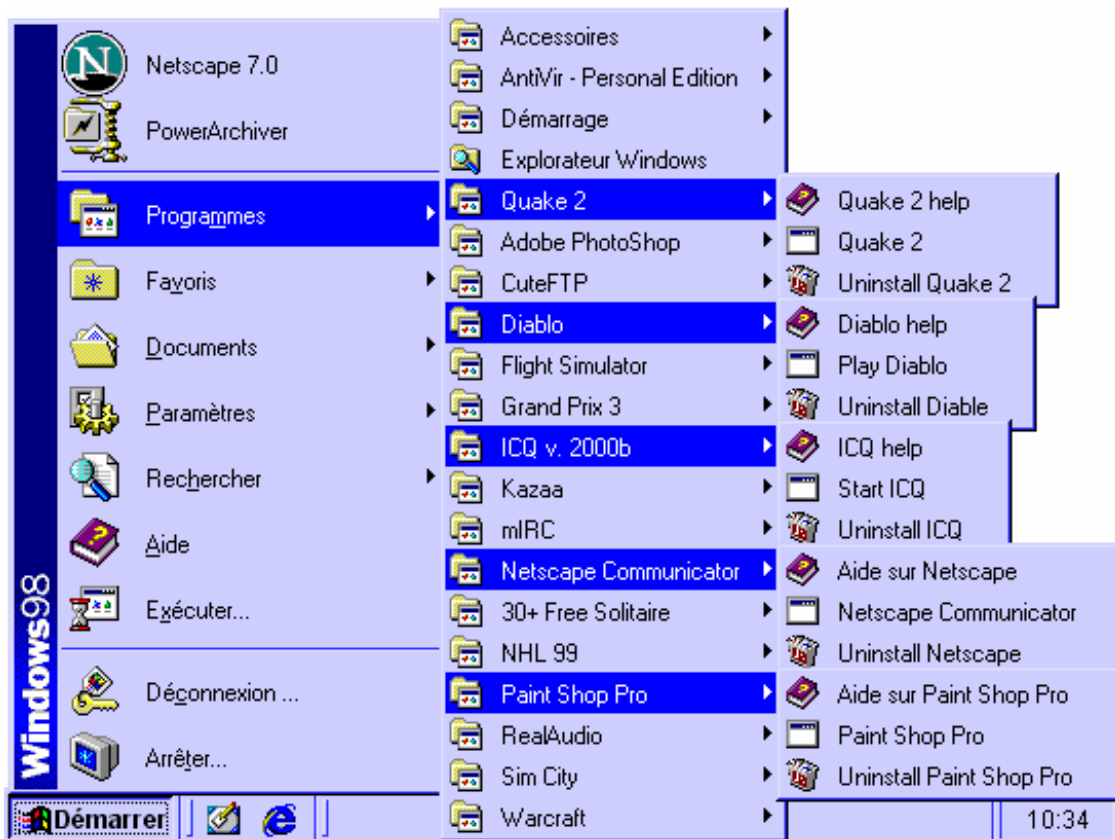 Netscape 7.0
PowerArchiver
Programmes
Favoris
Documents
Paramètres
Rechercher
Aide
Exécuter...
Déconnexion ...
Arrêter...
Windows98
Accessoires
AntiVir - Personal Edition
Démarrage
Explorateur Windows
Quake 2
Adobe PhotoShop
CuteFTP
Diablo
Flight Simulator
Grand Prix 3
ICQ v. 2000b
Kazaa
mIRC
Netscape Communicator
30+ Free Solitaire
NHL 99
Paint Shop Pro
RealAudio
Sim City
Warcraft
Quake 2 help
Quake 2
Uninstall Quake 2
Diablo help
Play Diablo
Uninstall Diable
ICQ help
Start ICQ
Uninstall ICQ
Aide sur Netscape
Netscape Communicator
Uninstall Netscape
Aide sur Paint Shop Pro
Paint Shop Pro
Uninstall Paint Shop Pro
Démarrer
10:34